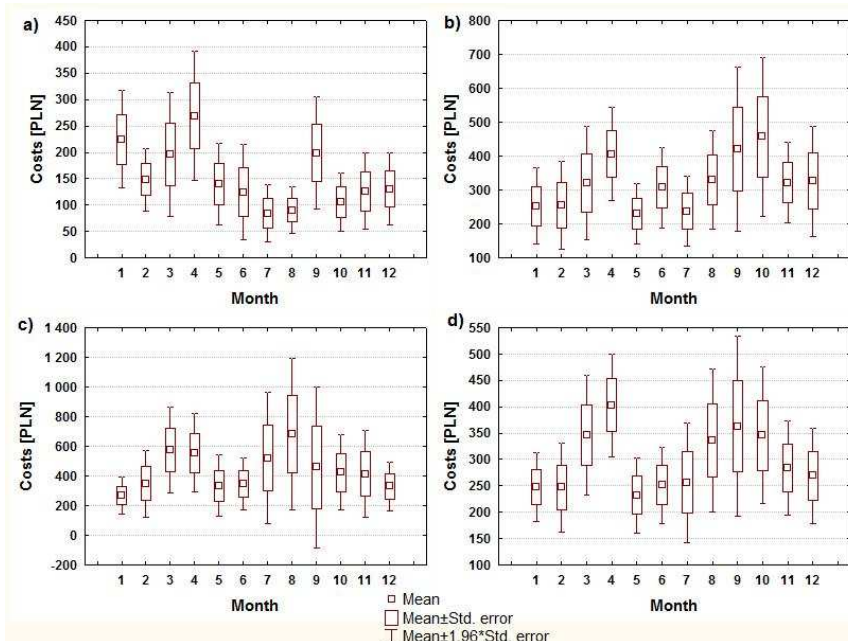 a)
450
400
350
300
250
200
150
100
50
0
Costs [PLN]
1 2 3 4 5 6 7 8 9 10 11 12
Month
b)
800
700
600
500
400
300
200
100
Costs [PLN]
1 2 3 4 5 6 7 8 9 10 11 12
Month
c)
1 400
1 200
1 000
800
600
400
200
0
-200
Costs [PLN]
1 2 3 4 5 6 7 8 9 10 11 12
Month
d)
550
500
450
400
350
300
250
200
150
100
Costs [PLN]
1 2 3 4 5 6 7 8 9 10 11 12
Month
Mean
Mean±Std. error
Mean±1.96*Std. error